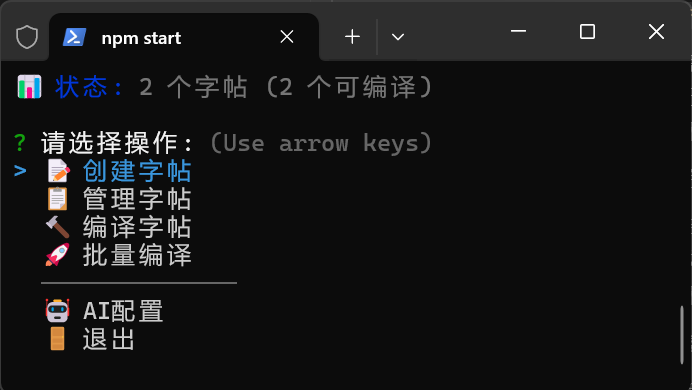 npm start
📊 状态: 2 个字帖 (2 个可编译)
? 请选择操作: (Use arrow keys)
> 📝 创建字帖
📋 管理字帖
🔨 编译字帖
🚀 批量编译
🤖 AI配置
🚪 退出